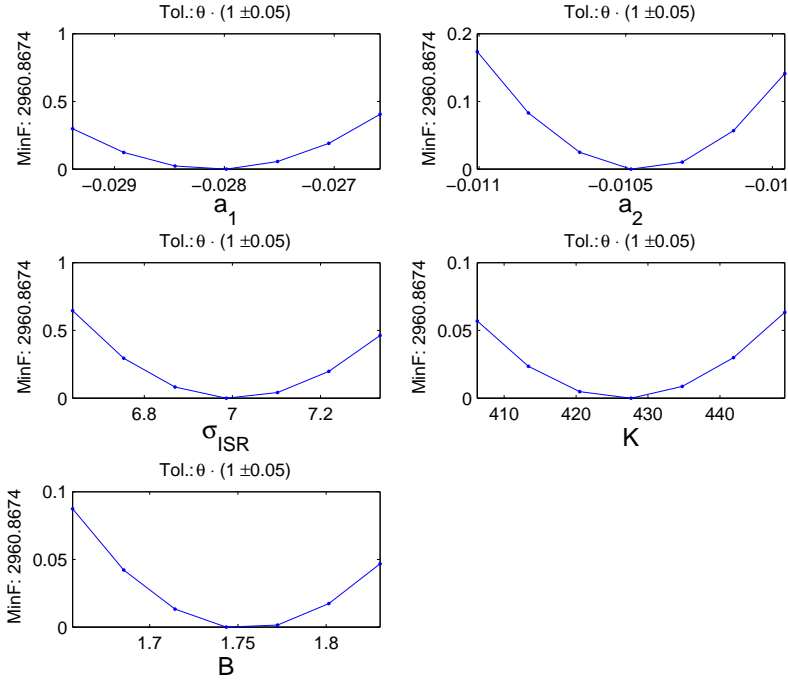 Tol.: θ · (1 ±0.05)
MinF: 2960.8674
1
0.5
0
−0.029
−0.028
−0.027
a_1
Tol.: θ · (1 ±0.05)
MinF: 2960.8674
0.2
0.1
0
−0.011
−0.0105
−0.01
a_2
Tol.: θ · (1 ±0.05)
MinF: 2960.8674
1
0.5
0
6.8
7
7.2
σ_ISR
Tol.: θ · (1 ±0.05)
MinF: 2960.8674
0.1
0.05
0
410
420
430
440
K
Tol.: θ · (1 ±0.05)
MinF: 2960.8674
0.1
0.05
0
1.7
1.75
1.8
B